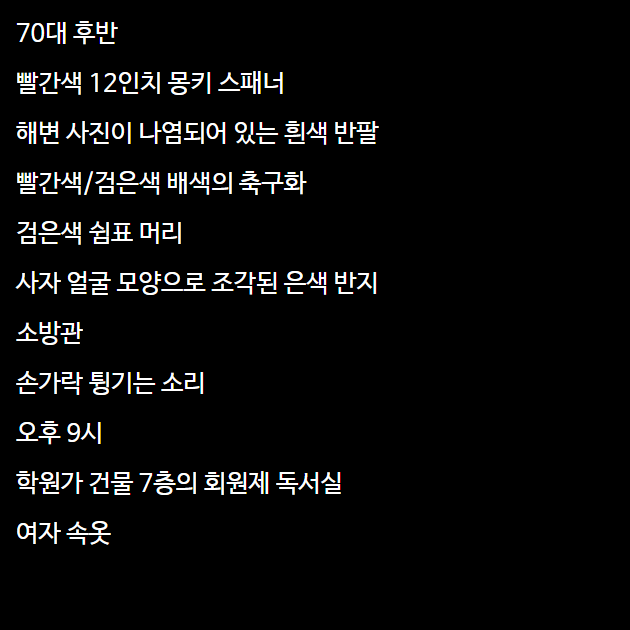 70대 후반
빨간색 12인치 몽키 스패너
해변 사진이 나염되어 있는 흰색 반팔
빨간색/검은색 배색의 축구화
검은색 쉼표 머리
사자 얼굴 모양으로 조각된 은색 반지
소방관
손가락 튕기는 소리
오후 9시
학원가 건물 7층의 회원제 독서실
여자 속옷